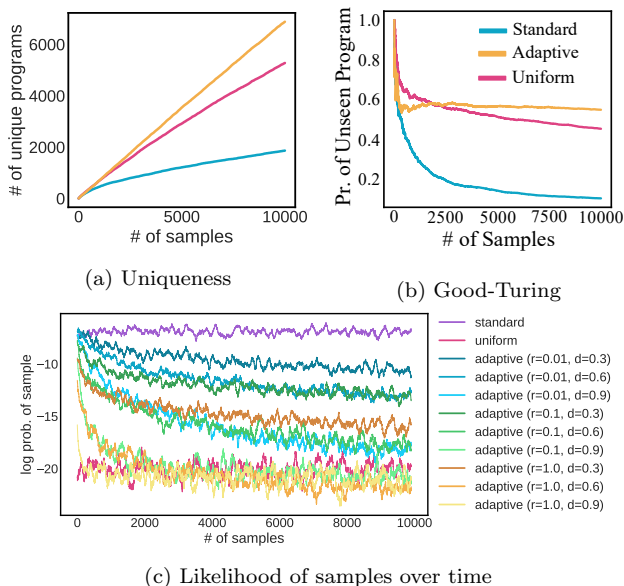 # of unique programs
6000
4000
2000
0
0
5000
10000
# of samples
(a) Uniqueness
Pr. of Unseen Program
1.0
0.8
0.6
0.4
0.2
Standard
Adaptive
Uniform
0
2500
5000
7500
10000
# of Samples
(b) Good-Turing
log prob. of sample
−10
−15
−20
0
2000
4000
6000
8000
10000
# of samples
standard
uniform
adaptive (r=0.01, d=0.3)
adaptive (r=0.01, d=0.6)
adaptive (r=0.01, d=0.9)
adaptive (r=0.1, d=0.3)
adaptive (r=0.1, d=0.6)
adaptive (r=0.1, d=0.9)
adaptive (r=1.0, d=0.3)
adaptive (r=1.0, d=0.6)
adaptive (r=1.0, d=0.9)
(c) Likelihood of samples over time